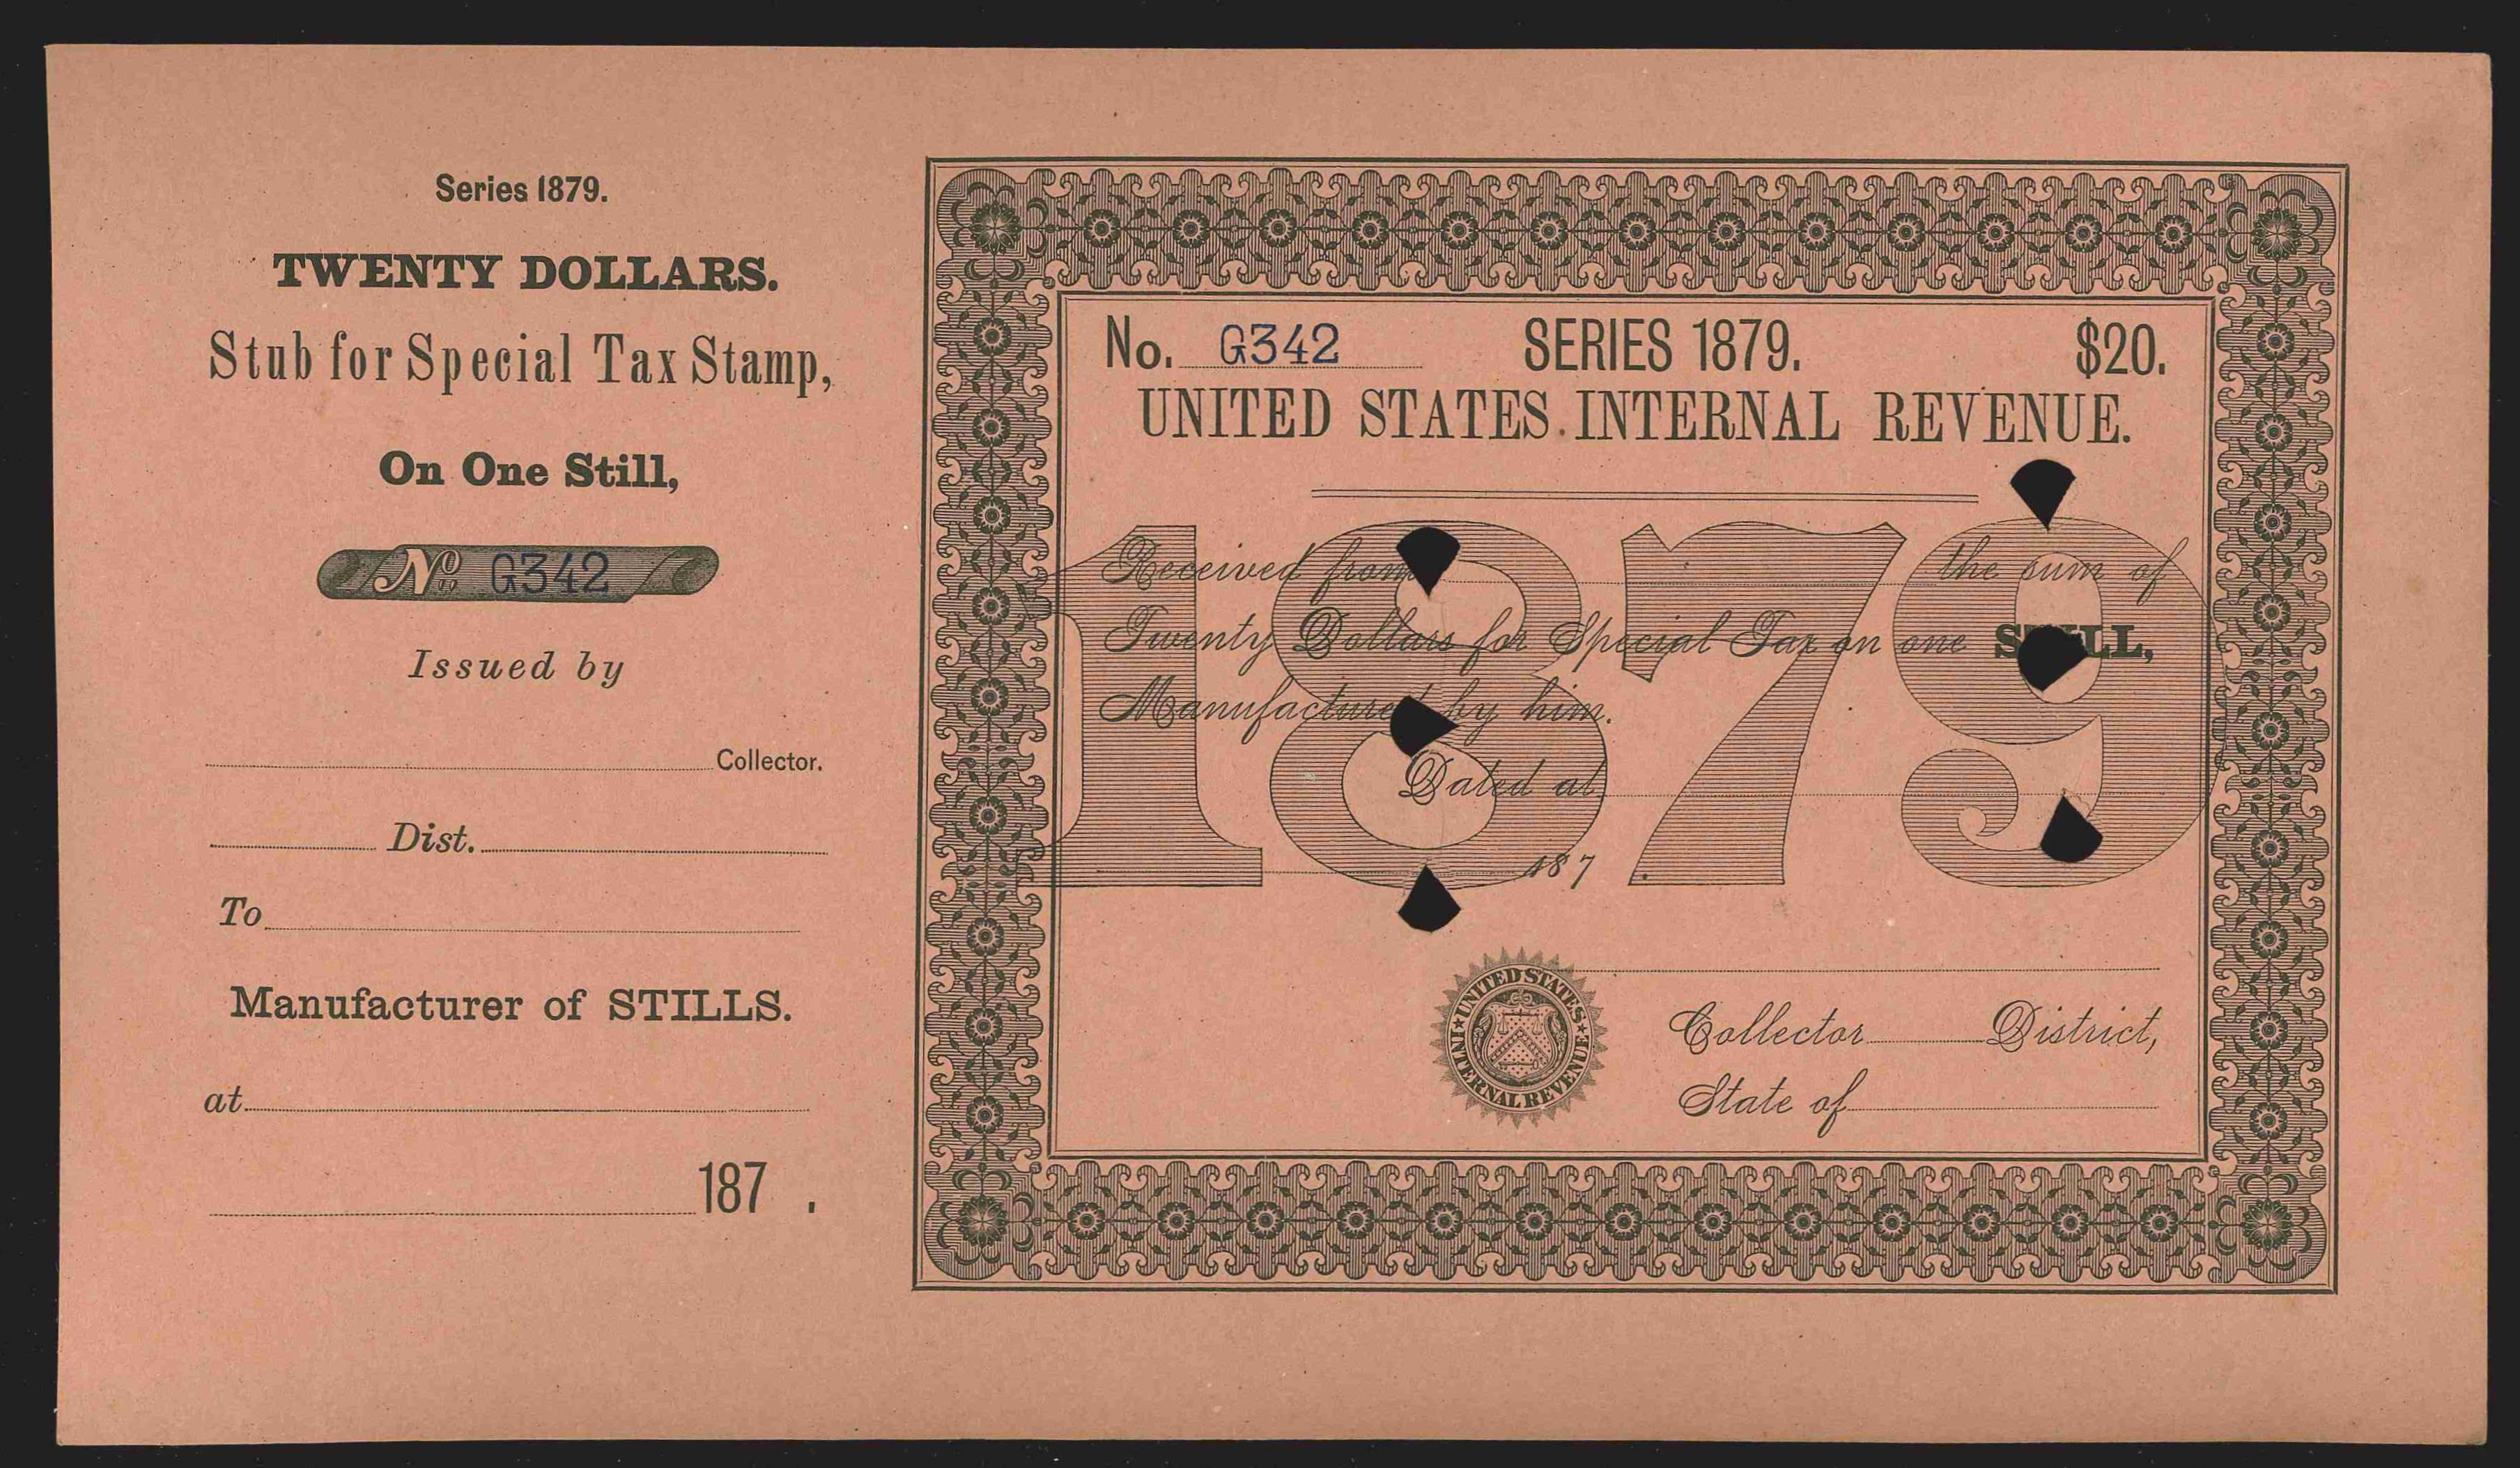 Series 1879.
TWENTY DOLLARS.
Stub for Special Tax Stamp,
On One Still,
No. G342
Issued by
Collector.
Dist.
To
Manufacturer of STILLS.
at
187 .
No. G342 SERIES 1879. $20.
UNITED STATES INTERNAL REVENUE.
1879
Received from the sum of
Twenty Dollars for Special Tax on one
Manufactured by him.
Dated at
187
UNITED STATES
INTERNAL REVENUE
Collector District,
State of